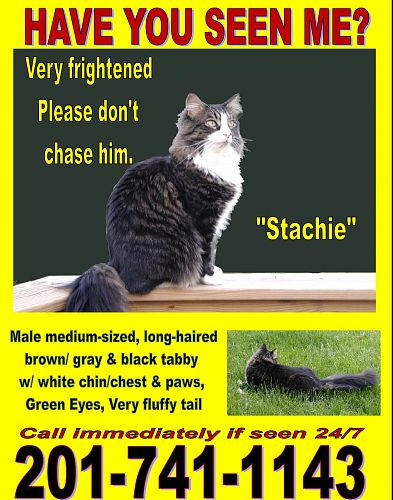 HAVE YOU SEEN ME?
Very frightened
Please don't
chase him.
"Stachie"
Male medium-sized, long-haired
brown/ gray & black tabby
w/ white chin/chest & paws,
Green Eyes, Very fluffy tail
Call immediately if seen 24/7
201-741-1143